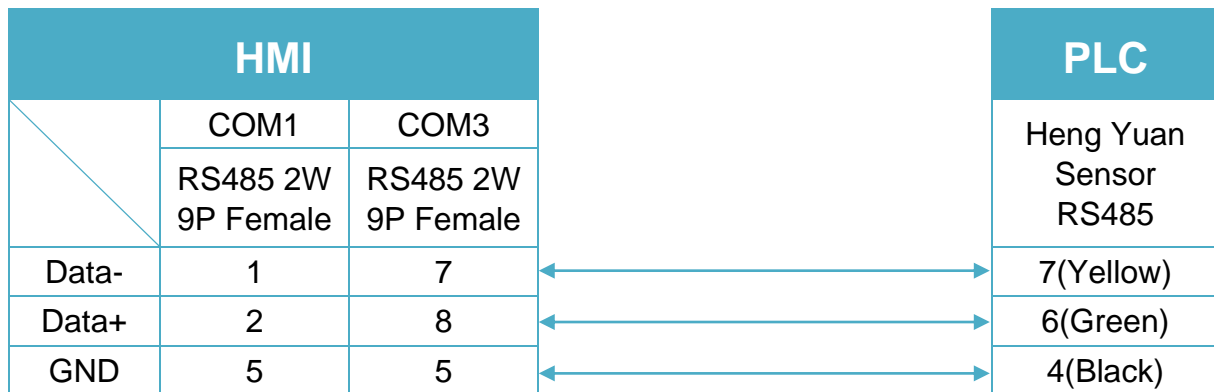 HMI
PLC
COM1 COM3
Heng Yuan
Sensor
RS485
RS485 2W RS485 2W
9P Female 9P Female
Data- 1 7 7(Yellow)
Data+ 2 8 6(Green)
GND 5 5 4(Black)